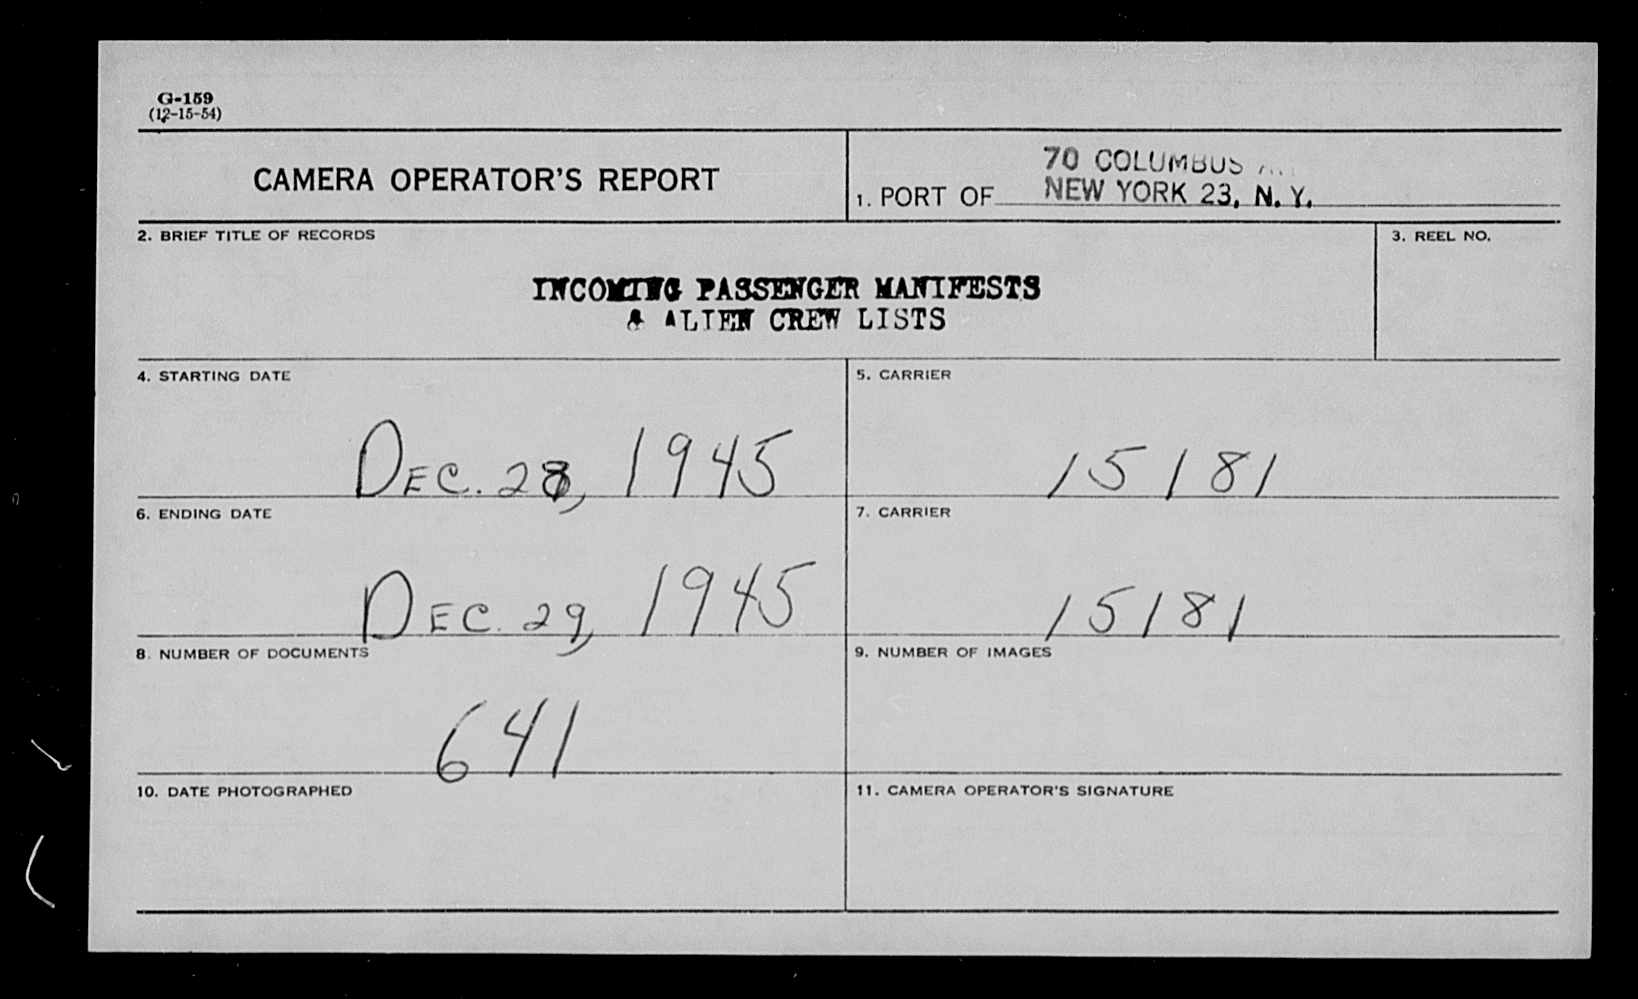 G-159
(12-15-54)
CAMERA OPERATOR'S REPORT
1. PORT OF
70 COLUMBUS
NEW YORK 23, N. Y.
2. BRIEF TITLE OF RECORDS
3. REEL NO.
INCOMING PASSENGER MANIFESTS
& ALIEN CREW LISTS
4. STARTING DATE
5. CARRIER
DEC. 28, 1945
15181
6. ENDING DATE
7. CARRIER
DEC. 29, 1945
15181
8. NUMBER OF DOCUMENTS
9. NUMBER OF IMAGES
641
10. DATE PHOTOGRAPHED
11. CAMERA OPERATOR'S SIGNATURE